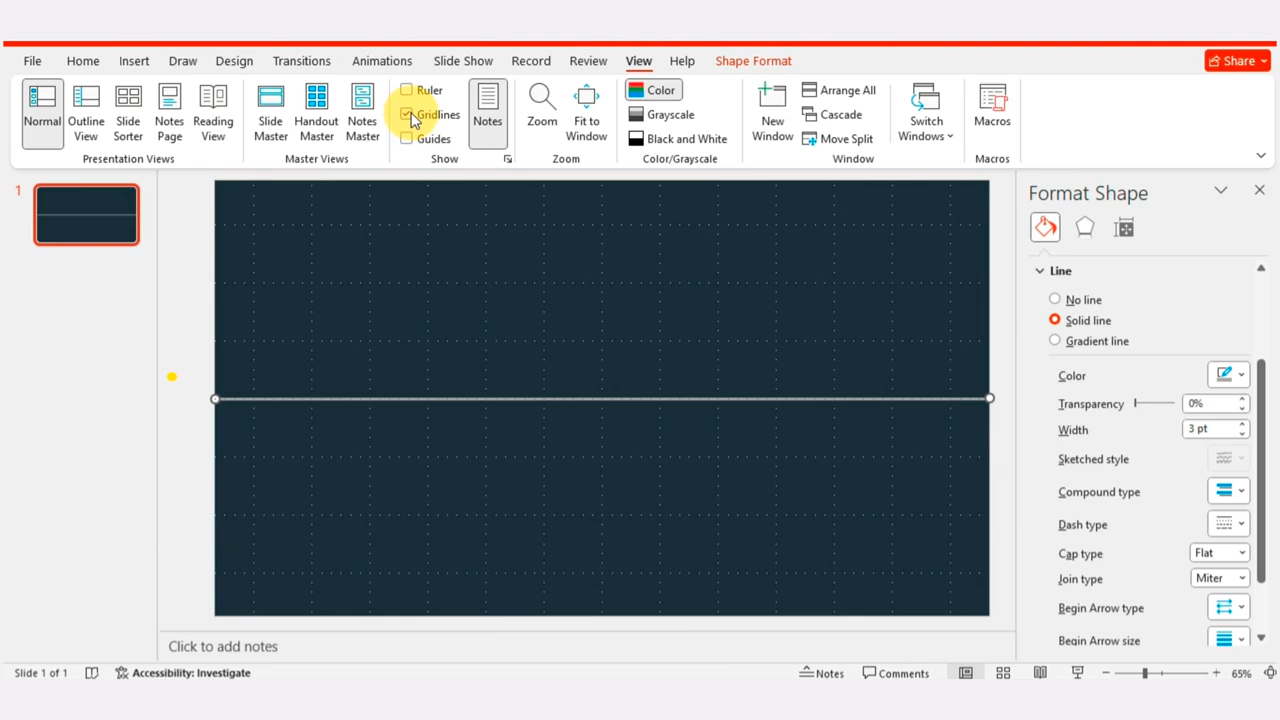 File Home Insert Draw Design Transitions Animations Slide Show Record Review View Help Shape Format Share
Normal Outline View Slide Sorter Notes Page Reading View
Presentation Views
Slide Master Handout Master Notes Master
Master Views
Ruler
Gridlines
Guides
Show
Notes
Zoom Fit to Window
Zoom
Color
Grayscale
Black and White
Color/Grayscale
New Window
Arrange All
Cascade
Move Split
Window
Switch Windows
Macros
Macros
1
Format Shape
Line
No line
Solid line
Gradient line
Color
Transparency 0%
Width 3 pt
Sketched style
Compound type
Dash type
Cap type Flat
Join type Miter
Begin Arrow type
Begin Arrow size
Click to add notes
Slide 1 of 1 Accessibility: Investigate Notes Comments 65%